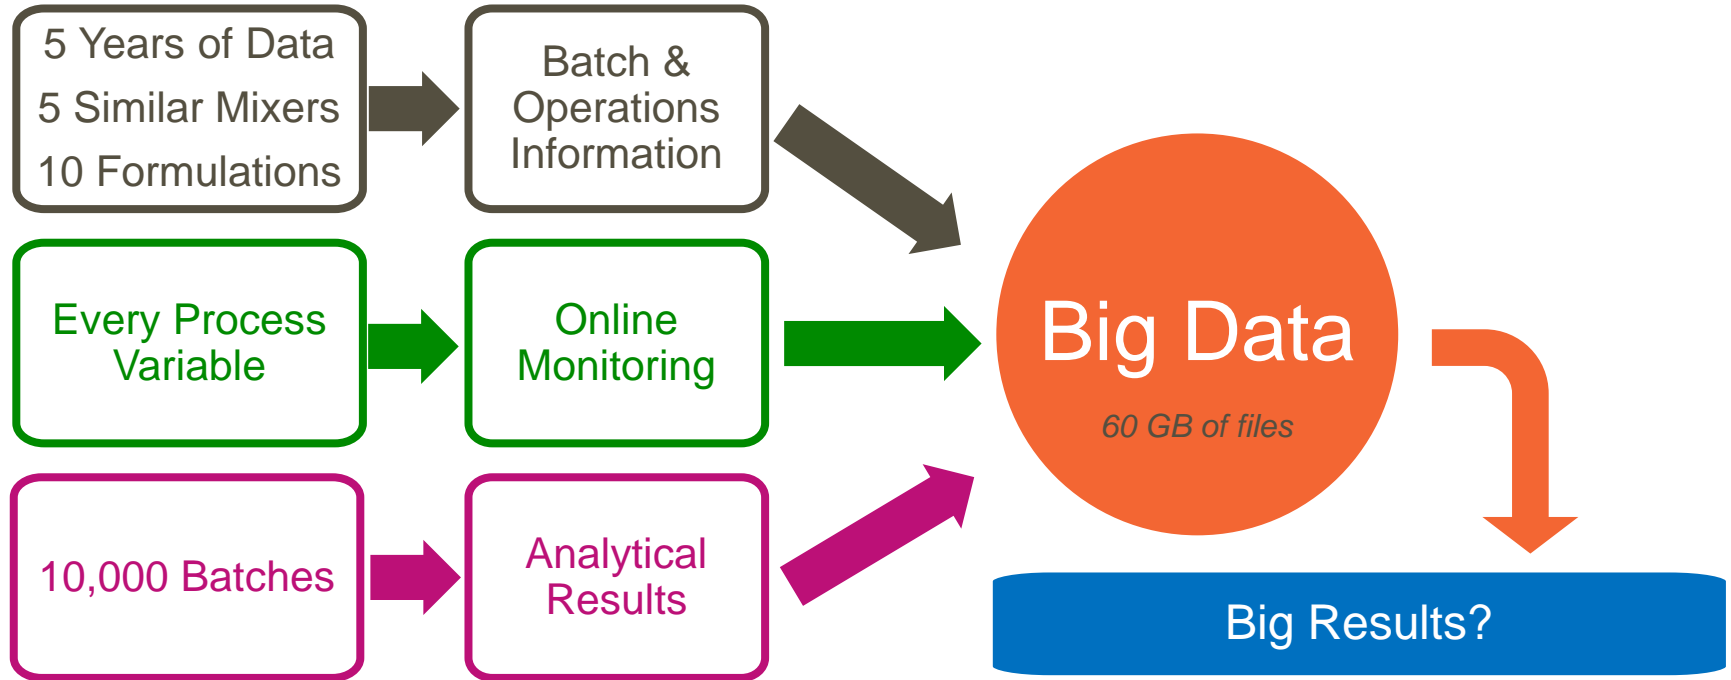 5 Years of Data
5 Similar Mixers
10 Formulations
Batch &
Operations
Information
Every Process
Variable
Online
Monitoring
10,000 Batches
Analytical
Results
Big Data
60 GB of files
Big Results?